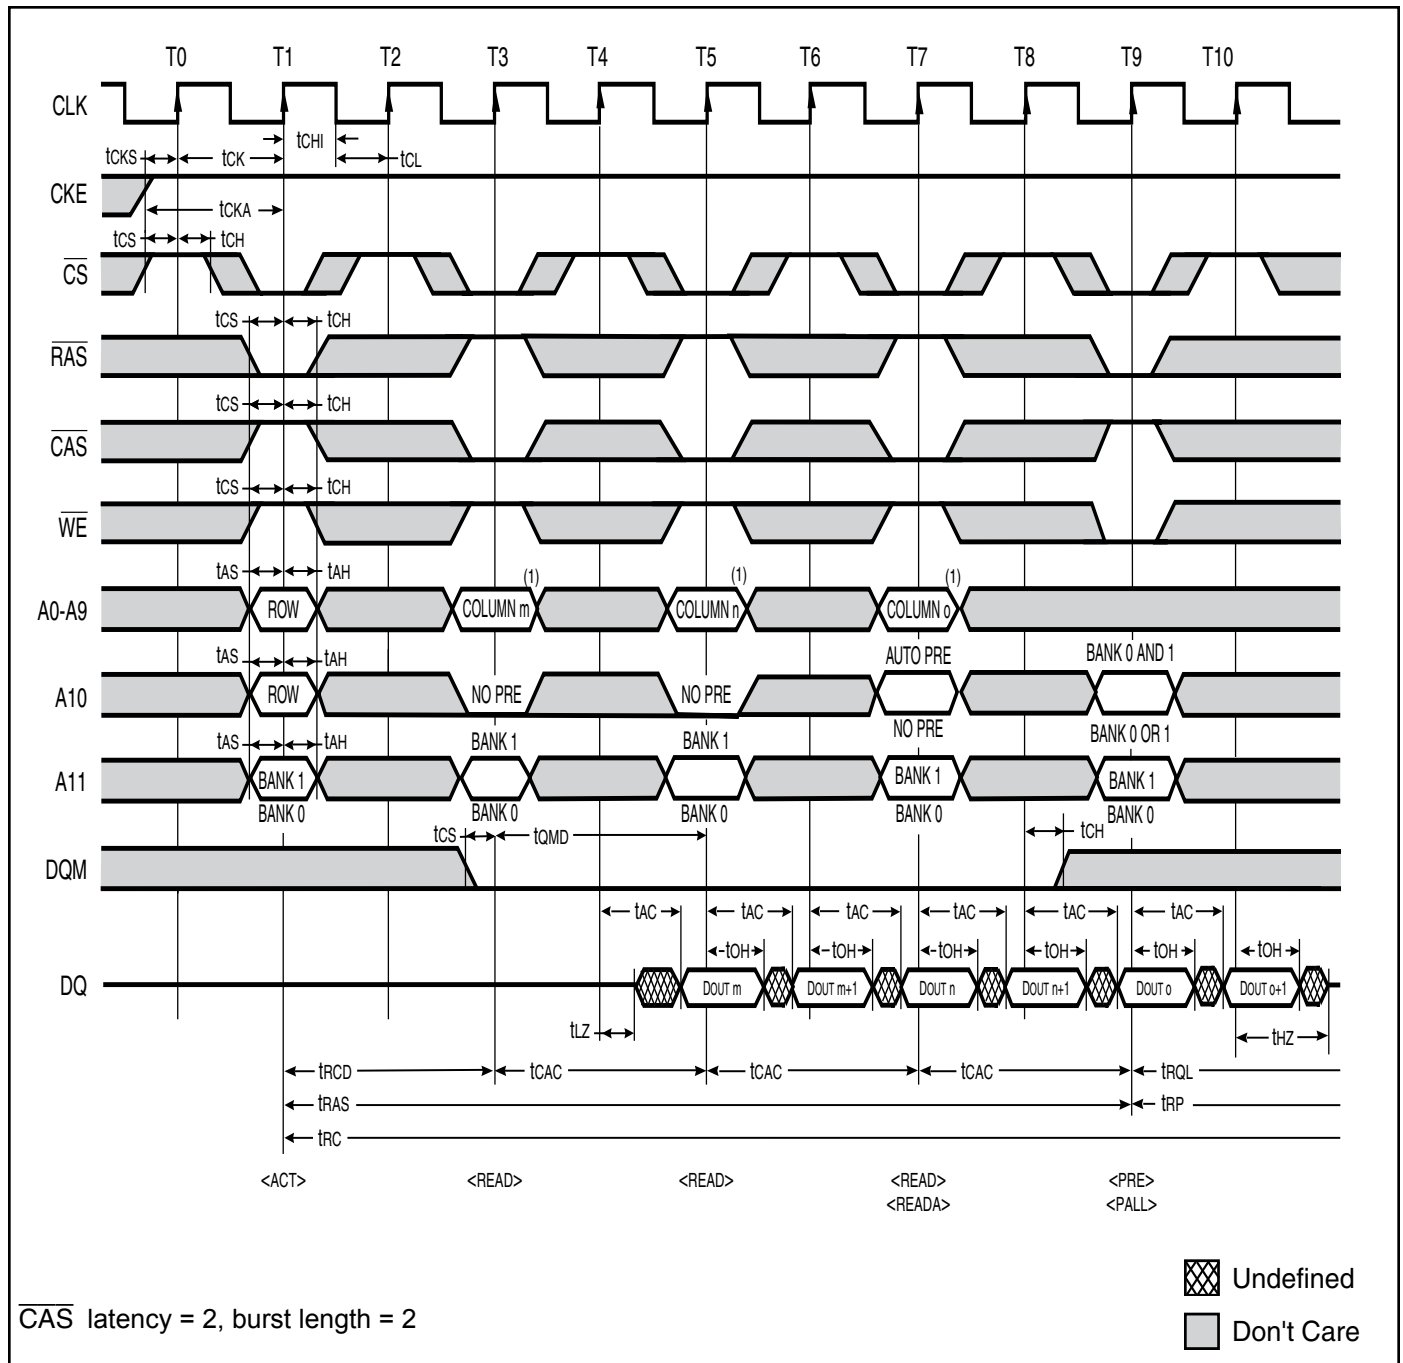 T0 T1 T2 T3 T4 T5 T6 T7 T8 T9 T10
CLK
tCHI
tCKS tCK tCL
CKE
tCKA
tCS tCH
CS
tCS tCH
RAS
tCS tCH
CAS
tCS tCH
WE
tAS tAH (1) (1) (1)
A0-A9 ROW COLUMN m COLUMN n COLUMN o
tAS tAH AUTO PRE BANK 0 AND 1
A10 ROW NO PRE NO PRE
NO PRE BANK 0 OR 1
tAS tAH BANK 1 BANK 1
A11 BANK 1 BANK 1 BANK 1
BANK 0 BANK 0 BANK 0 BANK 0 BANK 0
tCS tQMD tCH
DQM
tAC tAC tAC tAC tAC tAC
tOH tOH tOH tOH tOH tOH
DQ DOUT m DOUT m+1 DOUT n DOUT n+1 DOUT o DOUT o+1
tLZ tHZ
tRCD tCAC tCAC tCAC tRQL
tRAS tRP
tRC
<ACT> <READ> <READ> <READ> <PRE>
<READA> <PALL>
Undefined
CAS latency = 2, burst length = 2
Don't Care